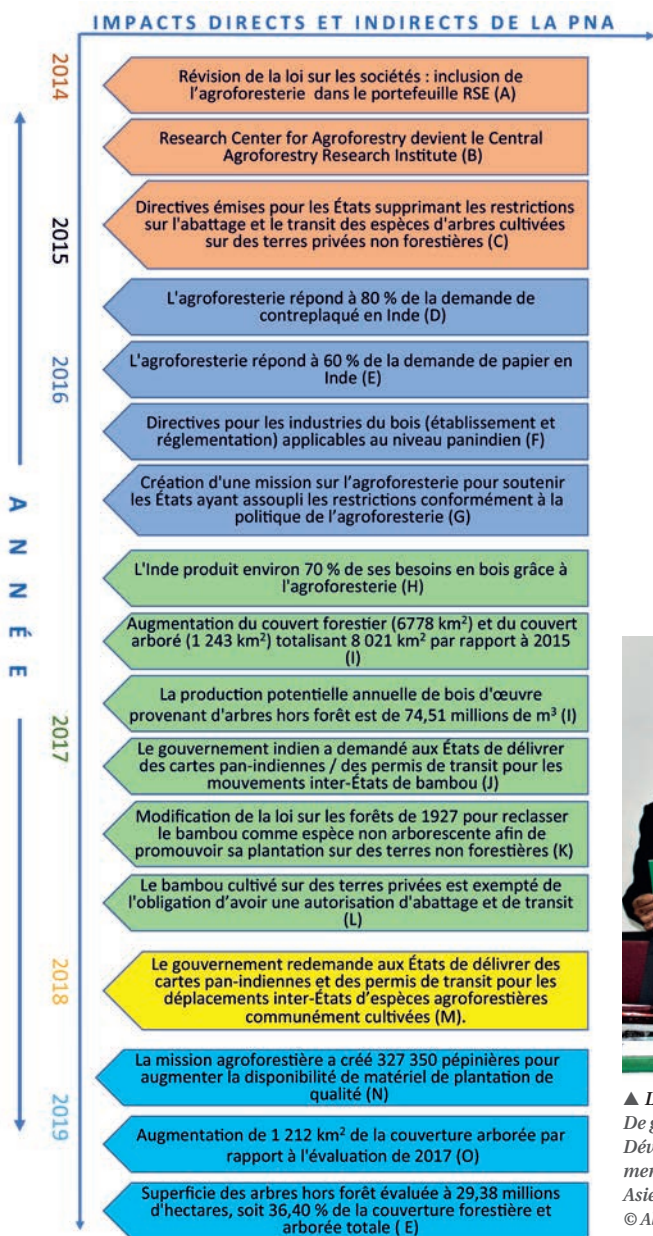 IMPACTS DIRECTS ET INDIRECTS DE LA PNA
2014
Révision de la loi sur les sociétés : inclusion de
l'agroforesterie dans le portefeuille RSE (A)
Research Center for Agroforestry devient le Central
Agroforestry Research Institute (B)
2015
Directives émises pour les États supprimant les restrictions
sur l'abattage et le transit des espèces d'arbres cultivées
sur des terres privées non forestières (C)
L'agroforesterie répond à 80 % de la demande de
contreplaqué en Inde (D)
2016
L'agroforesterie répond à 60 % de la demande de papier en
Inde (E)
Directives pour les industries du bois (établissement et
réglementation) applicables au niveau panindien (F)
Création d'une mission sur l'agroforesterie pour soutenir
les États ayant assoupli les restrictions conformément à la
politique de l'agroforesterie (G)
ANNÉE
L'Inde produit environ 70 % de ses besoins en bois grâce à
l'agroforesterie (H)
Augmentation du couvert forestier (6778 km²) et du couvert
arboré (1 243 km²) totalisant 8 021 km² par rapport à 2015
(I)
La production potentielle annuelle de bois d'œuvre
provenant d'arbres hors forêt est de 74,51 millions de m³ (I)
2017
Le gouvernement indien a demandé aux États de délivrer
des cartes pan-indiennes / des permis de transit pour les
mouvements inter-États de bambou (J)
Modification de la loi sur les forêts de 1927 pour reclasser
le bambou comme espèce non arborescente afin de
promouvoir sa plantation sur des terres non forestières (K)
Le bambou cultivé sur des terres privées est exempté de
l'obligation d'avoir une autorisation d'abattage et de transit
(L)
2018
Le gouvernement redemande aux États de délivrer des
cartes pan-indiennes et des permis de transit pour les
déplacements inter-États d'espèces agroforestières
communément cultivées (M).
La mission agroforestière a créé 327 350 pépinières pour
augmenter la disponibilité de matériel de plantation de
qualité (N)
2019
Augmentation de 1 212 km² de la couverture arborée par
rapport à l'évaluation de 2017 (O)
Superficie des arbres hors forêt évaluée à 29,38 millions
d'hectares, soit 36,40 % de la couverture forestière et
arborée totale ( E)
▲
De
Dév
men
Asie
©